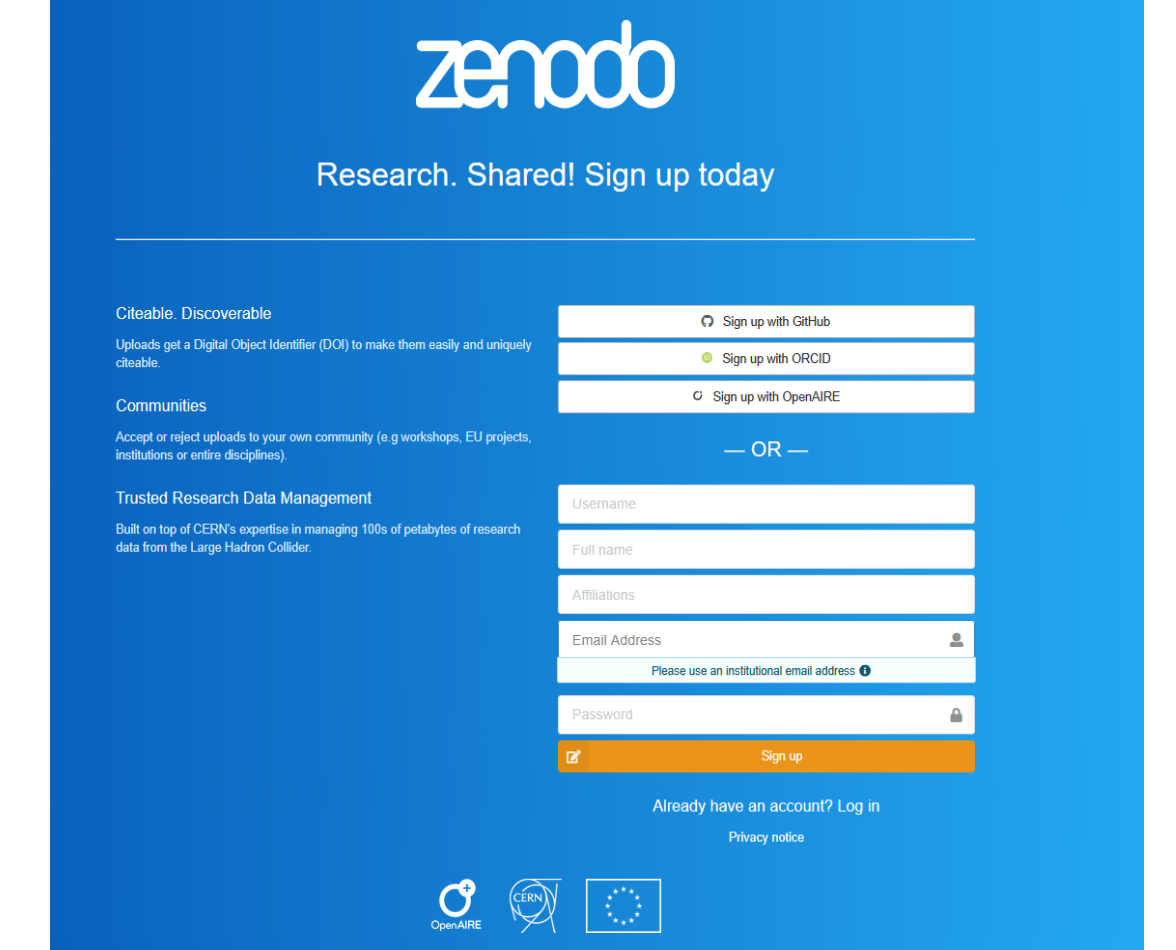 zenodo
Research. Shared! Sign up today
Citeable. Discoverable
Uploads get a Digital Object Identifier (DOI) to make them easily and uniquely
citeable.
Communities
Accept or reject uploads to your own community (e.g workshops, EU projects,
institutions or entire disciplines).
Trusted Research Data Management
Built on top of CERN's expertise in managing 100s of petabytes of research
data from the Large Hadron Collider.
Sign up with GitHub
Sign up with ORCID
Sign up with OpenAIRE
— OR —
Username
Full name
Affiliations
Email Address
Please use an institutional email address
Password
Sign up
Already have an account? Log in
Privacy notice
OpenAIRE
CERN